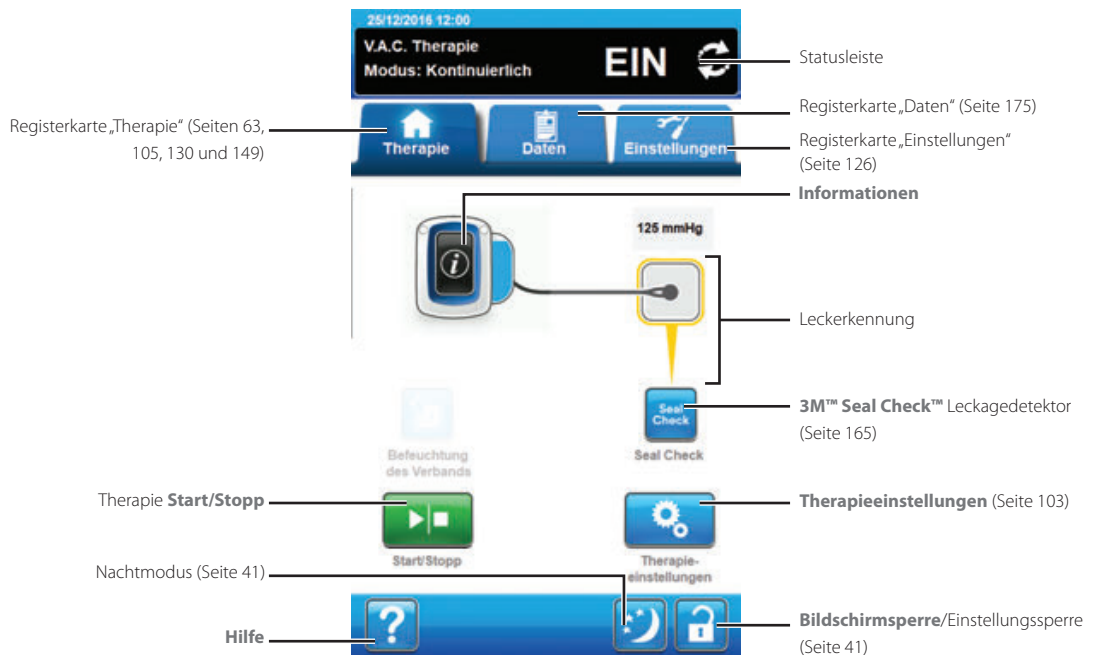 25/12/2016 12:00
V.A.C. Therapie
Modus: Kontinuierlich
EIN
Statusleiste
Registerkarte „Therapie“ (Seiten 63,
105, 130 und 149)
Therapie
Daten
Einstellungen
Registerkarte „Daten“ (Seite 175)
Registerkarte „Einstellungen“
(Seite 126)
Informationen
i
125 mmHg
Leckerkennung
Seal
Check
Seal Check
3M™ Seal Check™ Leckagedetektor
(Seite 165)
Befeuchtung
des Verbands
Therapie Start/Stopp
Start/Stopp
Therapie-
einstellungen
Therapieeinstellungen (Seite 103)
Nachtmodus (Seite 41)
Hilfe
?
Bildschirmsperre/Einstellungssperre
(Seite 41)